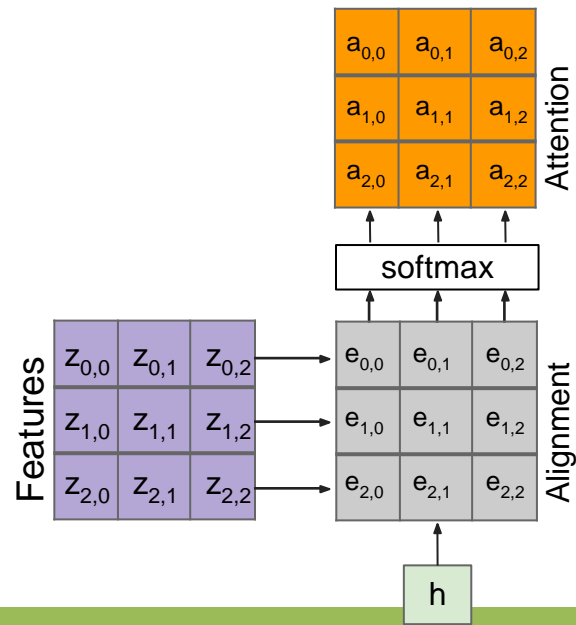 a0,0 a0,1 a0,2
a1,0 a1,1 a1,2
a2,0 a2,1 a2,2
Attention
softmax
Features
z0,0 z0,1 z0,2
z1,0 z1,1 z1,2
z2,0 z2,1 z2,2
e0,0 e0,1 e0,2
e1,0 e1,1 e1,2
e2,0 e2,1 e2,2
Alignment
h